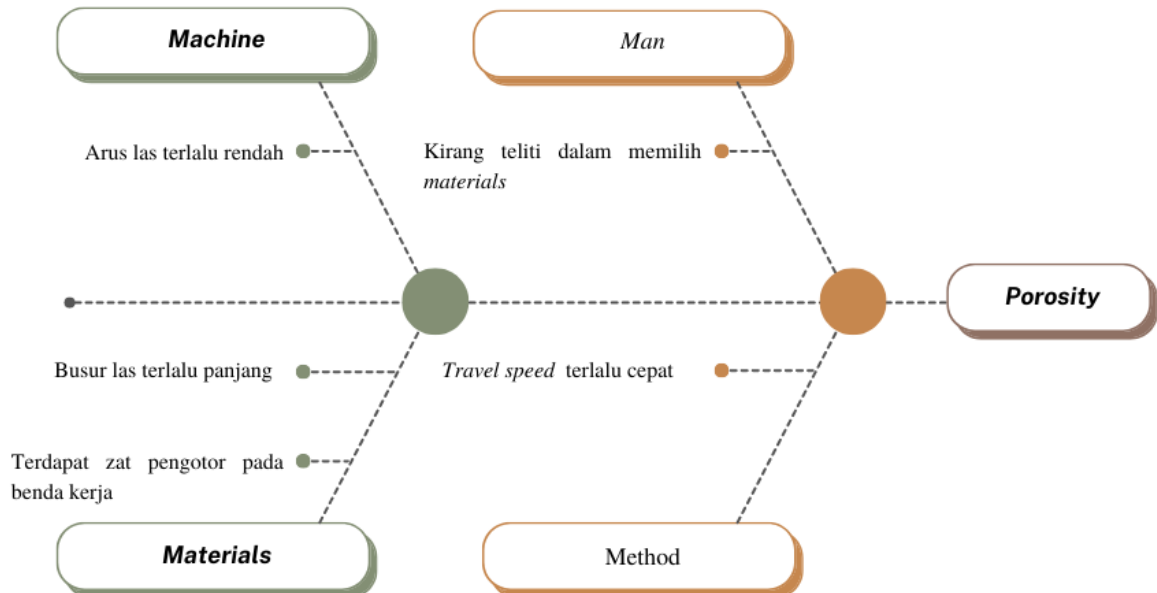 Machine
Man
Arus las terlalu rendah
Kirang teliti dalam memilih
materials
Porosity
Busur las terlalu panjang
Travel speed terlalu cepat
Terdapat zat pengotor pada
benda kerja
Materials
Method